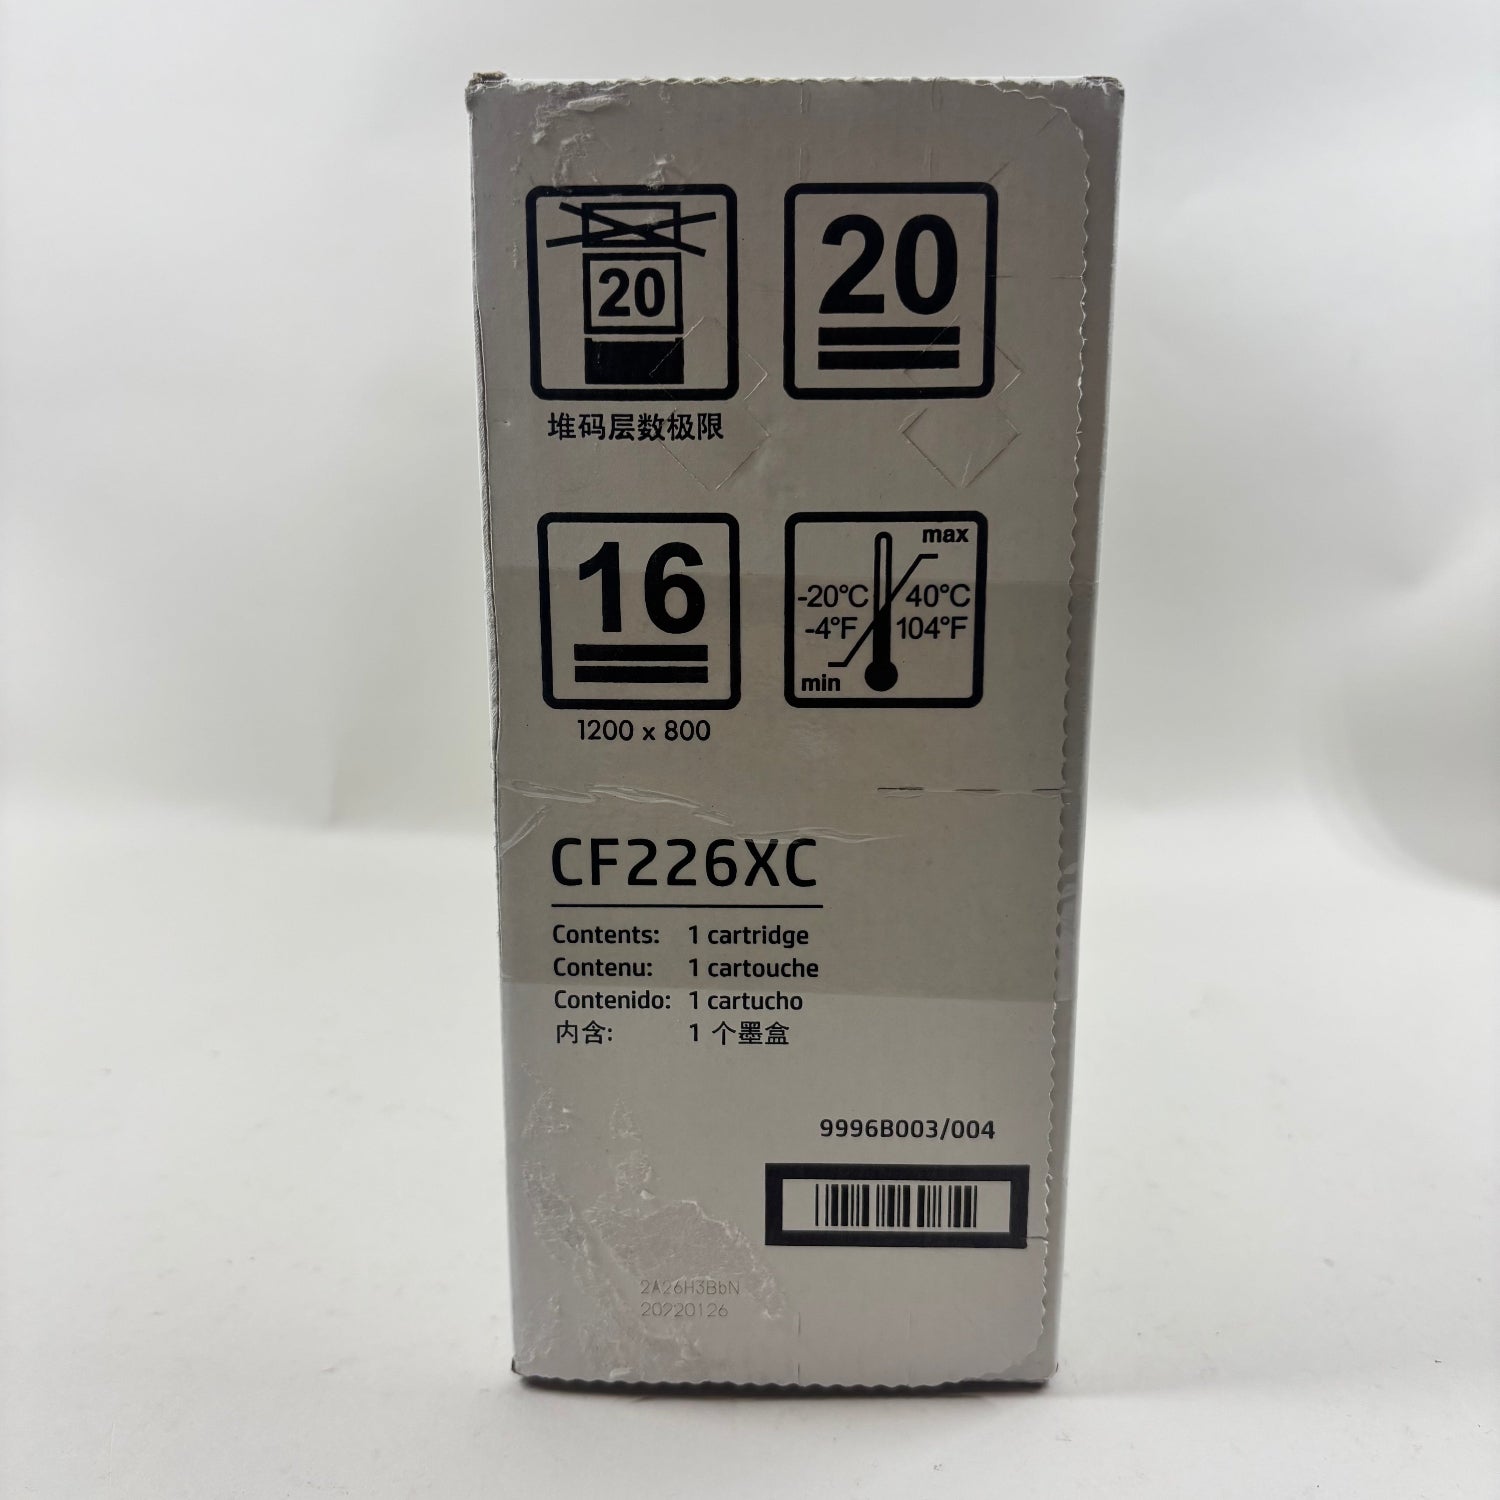 20
20
堆码层数极限
16
1200 x 800
max
-20°C 40°C
-4°F 104°F
min
CF226XC
Contents: 1 cartridge
Contenu: 1 cartouche
Contenido: 1 cartucho
内含: 1 个墨盒
9996B003/004
2A26H3BbN
20220126